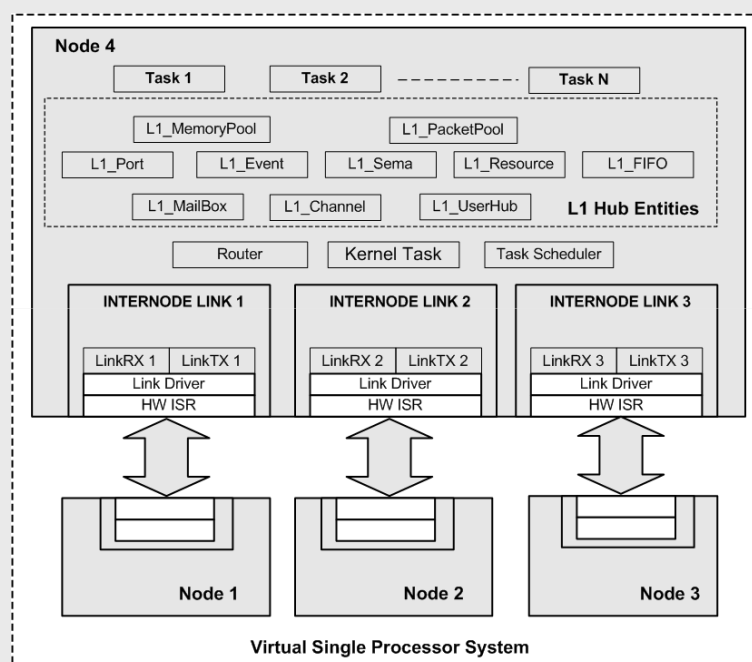 Node 4
Task 1 Task 2 Task N
L1_MemoryPool L1_PacketPool
L1_Port L1_Event L1_Sema L1_Resource L1_FIFO
L1_MailBox L1_Channel L1_UserHub L1 Hub Entities
Router Kernel Task Task Scheduler
INTERNODE LINK 1 INTERNODE LINK 2 INTERNODE LINK 3
LinkRX 1 LinkTX 1 LinkRX 2 LinkTX 2 LinkRX 3 LinkTX 3
Link Driver Link Driver Link Driver
HW ISR HW ISR HW ISR
Node 1 Node 2 Node 3
Virtual Single Processor System